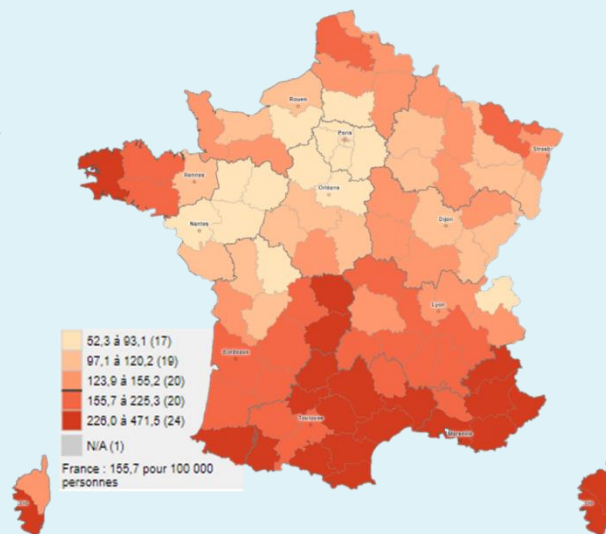 Rouen
Paris
Strasb
Rennes
Orléans
Dijon
Nantes
Lyon
Bordeaux
Toulouse
Marseille
52,3 à 93,1 (17)
97,1 à 120,2 (19)
123,9 à 155,2 (20)
155,7 à 225,3 (20)
226,0 à 471,5 (24)
N/A (1)
France : 155,7 pour 100 000
personnes